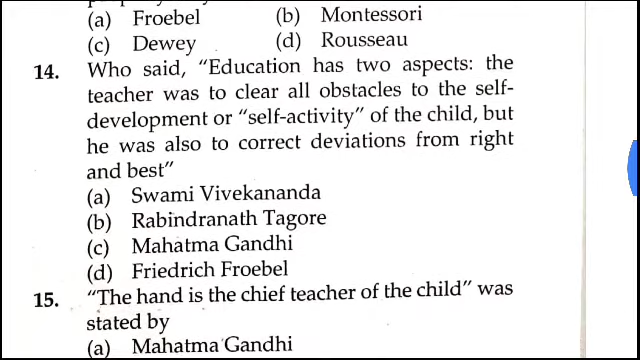 (a) Froebel (b) Montessori
(c) Dewey (d) Rousseau
14. Who said, “Education has two aspects: the
teacher was to clear all obstacles to the self-
development or “self-activity” of the child, but
he was also to correct deviations from right
and best”
(a) Swami Vivekananda
(b) Rabindranath Tagore
(c) Mahatma Gandhi
(d) Friedrich Froebel
15. “The hand is the chief teacher of the child” was
stated by
(a) Mahatma Gandhi